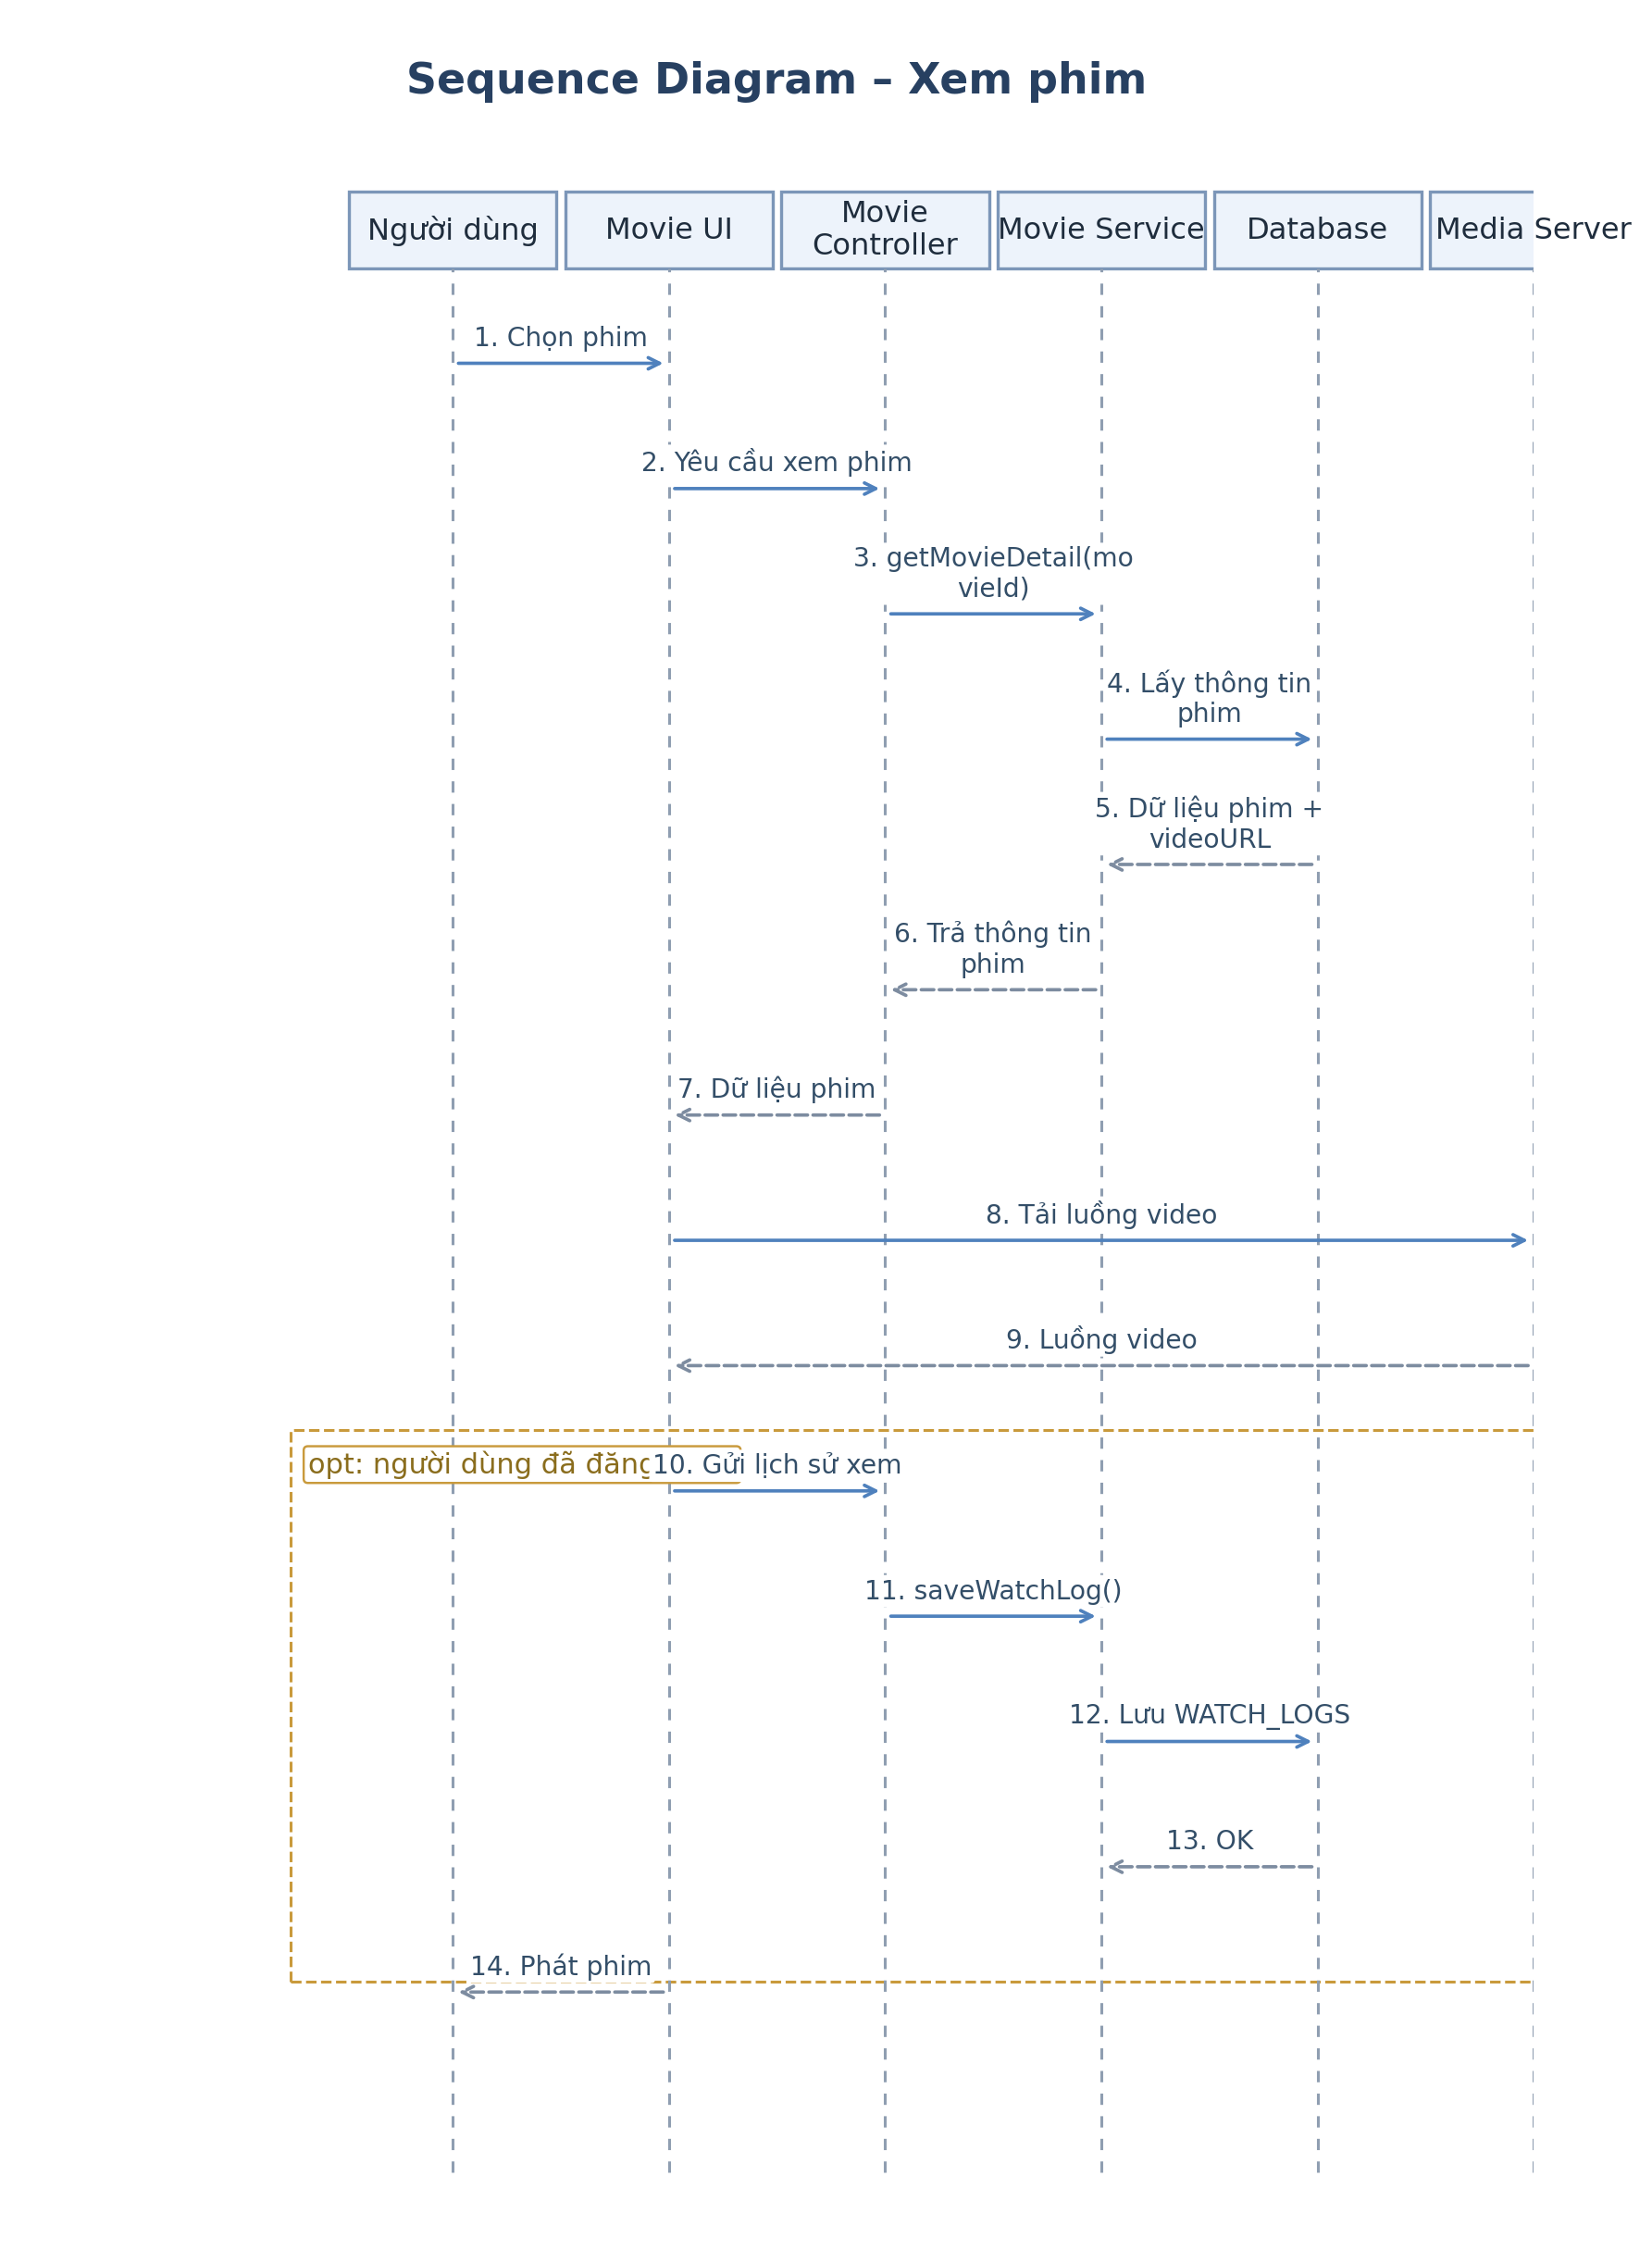 Sequence Diagram – Xem phim
Người dùng
Movie UI
Movie
Controller
Movie Service
Database
Media Server
1. Chọn phim
2. Yêu cầu xem phim
3. getMovieDetail(mo
vieId)
4. Lấy thông tin
phim
5. Dữ liệu phim +
videoURL
6. Trả thông tin
phim
7. Dữ liệu phim
8. Tải luồng video
9. Luồng video
opt: người dùng đã đăng
10. Gửi lịch sử xem
11. saveWatchLog()
12. Lưu WATCH_LOGS
13. OK
14. Phát phim